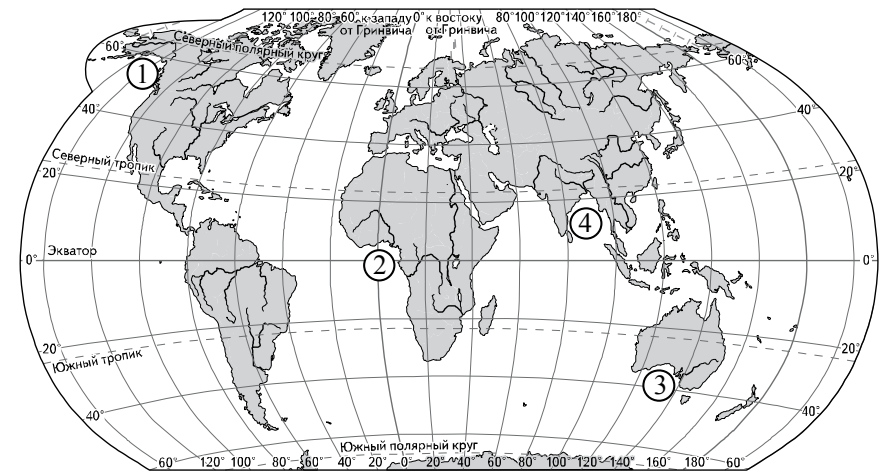 120° 100° 80° 60° к западу 0° к востоку 80° 100° 120° 140° 160° 180°
от Гринвича от Гринвича
60° Северный полярный круг 60°
1
40° 40°
Северный тропик
20° 20°
4
Экватор
0° 2 0°
20° 20°
Южный тропик
3
40° 40°
Южный полярный круг
60° 120° 100° 80° 60° 40° 20° 0° 20° 40° 60° 80° 100° 120° 140° 160° 180° 60°